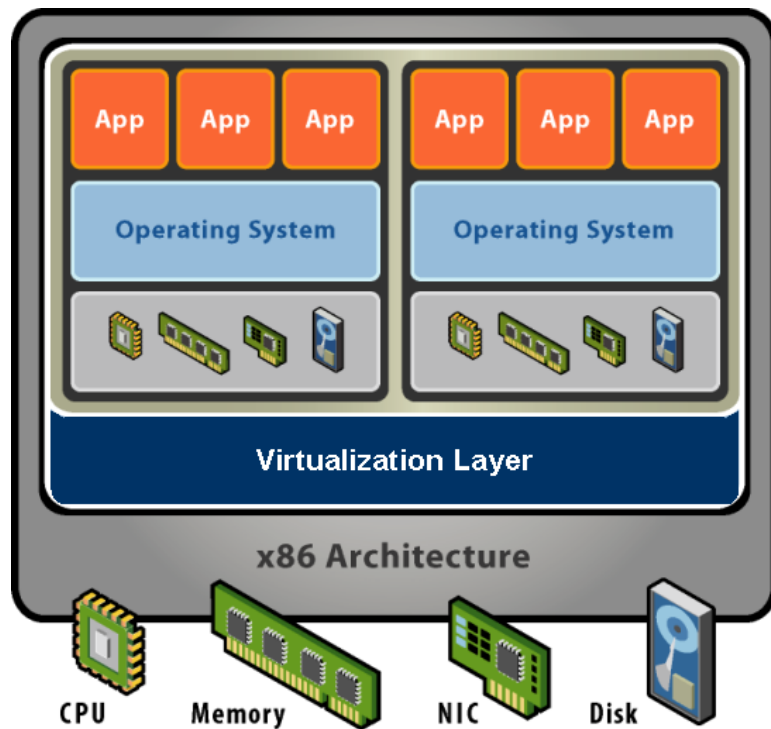 App App App App App App
Operating System Operating System
Virtualization Layer
x86 Architecture
CPU Memory NIC Disk